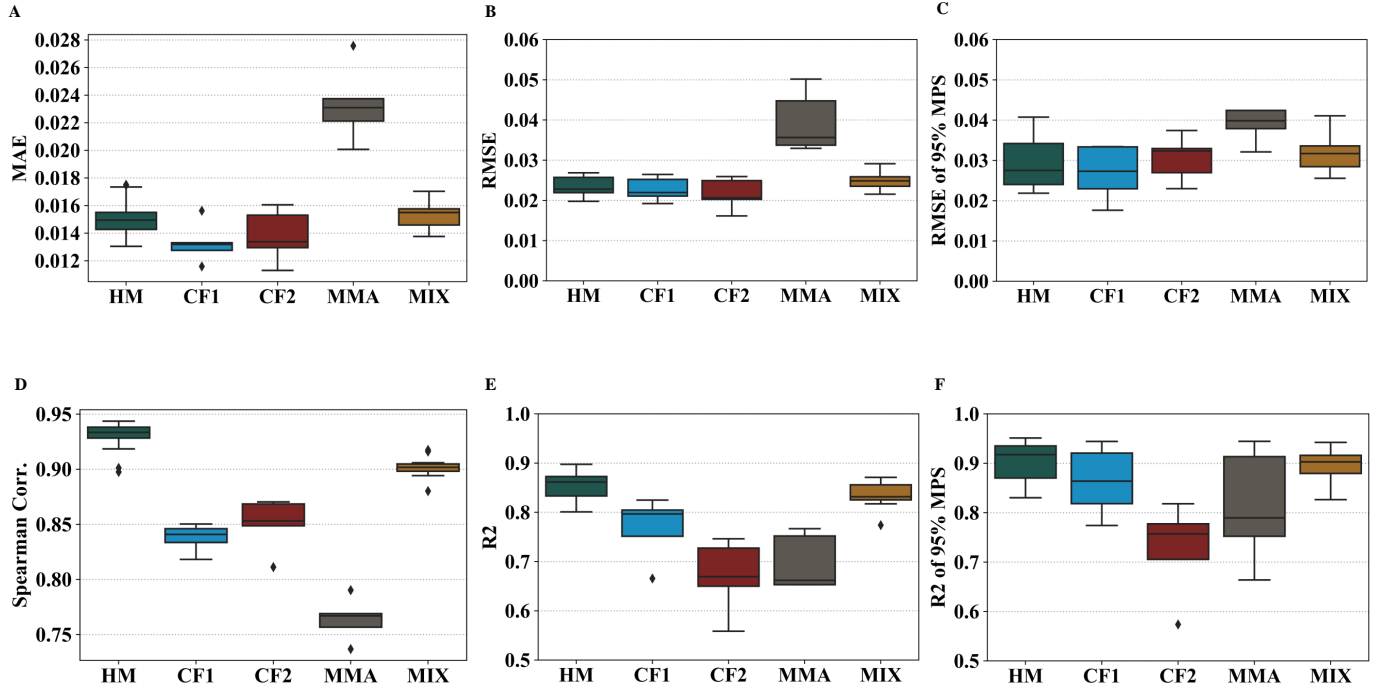 A
MAE
0.028
0.026
0.024
0.022
0.020
0.018
0.016
0.014
0.012
HM CF1 CF2 MMA MIX
B
RMSE
0.06
0.05
0.04
0.03
0.02
0.01
0.00
HM CF1 CF2 MMA MIX
C
RMSE of 95% MPS
0.06
0.05
0.04
0.03
0.02
0.01
0.00
HM CF1 CF2 MMA MIX
D
Spearman Corr.
0.95
0.90
0.85
0.80
0.75
HM CF1 CF2 MMA MIX
E
R2
1.0
0.9
0.8
0.7
0.6
0.5
HM CF1 CF2 MMA MIX
F
R2 of 95% MPS
1.0
0.9
0.8
0.7
0.6
0.5
HM CF1 CF2 MMA MIX